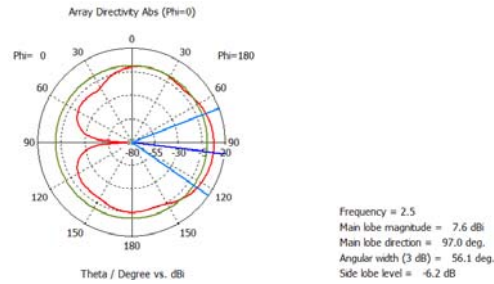 Array Directivity Abs (Phi=0)
0
30 30
Phi= 0 Phi=180
60 60
90 -80 -55 -30 20 90
120 120
150 150
180
Theta / Degree vs. dBi
Frequency = 2.5
Main lobe magnitude = 7.6 dBi
Main lobe direction = 97.0 deg.
Angular width (3 dB) = 56.1 deg.
Side lobe level = -6.2 dB